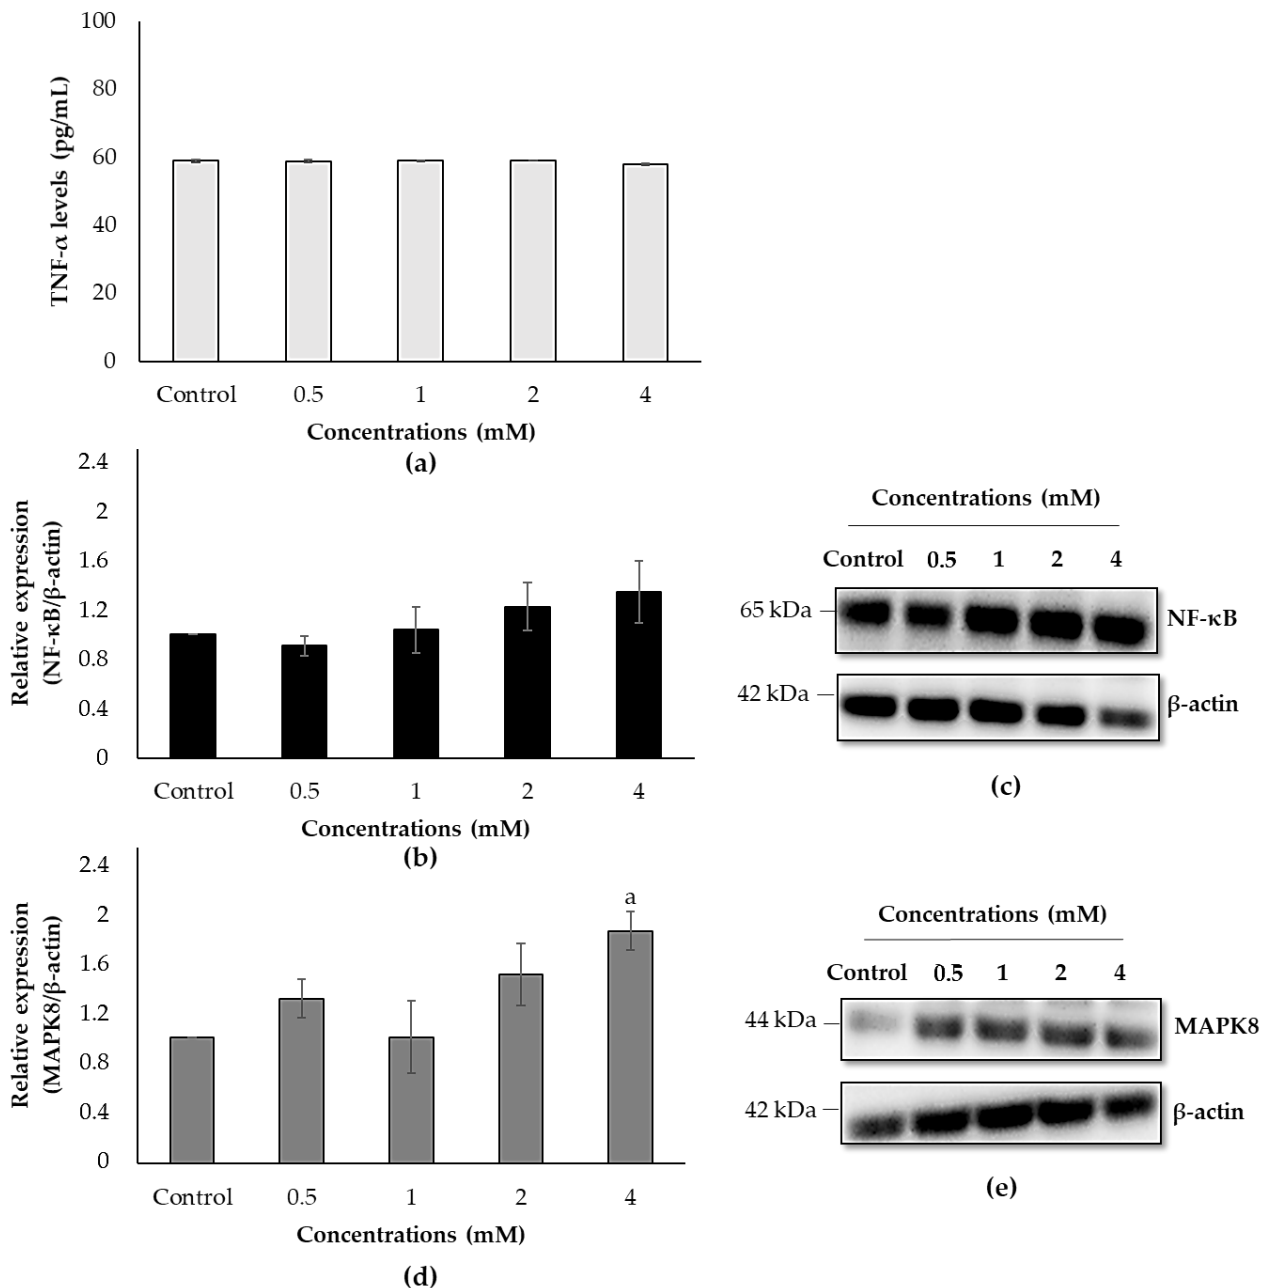 100
80
60
40
20
0
TNF-α levels (pg/mL)
Control 0.5 1 2 4
Concentrations (mM)
(a)
2.4
2
1.6
1.2
0.8
0.4
0
Relative expression
(NF-κB/β-actin)
Control 0.5 1 2 4
Concentrations (mM)
(b)
Concentrations (mM)
Control 0.5 1 2 4
65 kDa
NF-κB
42 kDa
β-actin
(c)
2.4
2
1.6
1.2
0.8
0.4
0
Relative expression
(MAPK8/β-actin)
a
Control 0.5 1 2 4
Concentrations (mM)
(d)
Concentrations (mM)
Control 0.5 1 2 4
44 kDa
MAPK8
42 kDa
β-actin
(e)